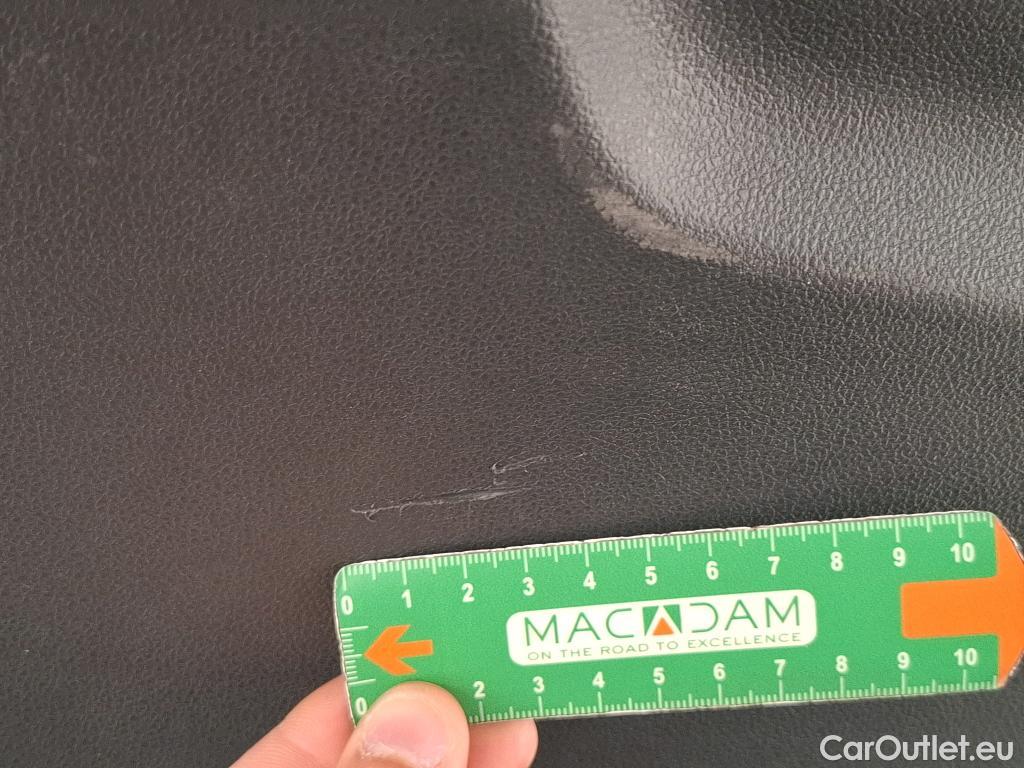 0 1 2 3 4 5 6 7 8 9 10
MACADAM
ON THE ROAD TO EXCELLENCE
0 2 3 4 5 6 7 8 9 10
CarOutlet.eu